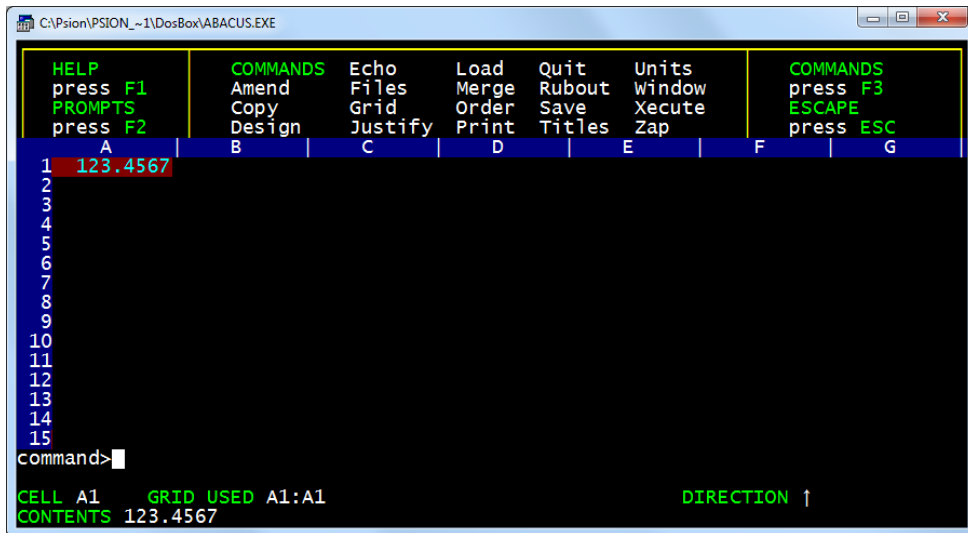 C:\Psion\PSION_~1\DosBox\ABACUS.EXE
HELP COMMANDS Echo Load Quit Units COMMANDS
press F1 Amend Files Merge Rubout Window press F3
PROMPTS Copy Grid Order Save Xecute ESCAPE
press F2 Design Justify Print Titles Zap press ESC
A | B | C | D | E | F | G |
1 123.4567
2
3
4
5
6
7
8
9
10
11
12
13
14
15
command>
CELL A1 GRID USED A1:A1 DIRECTION ↑
CONTENTS 123.4567